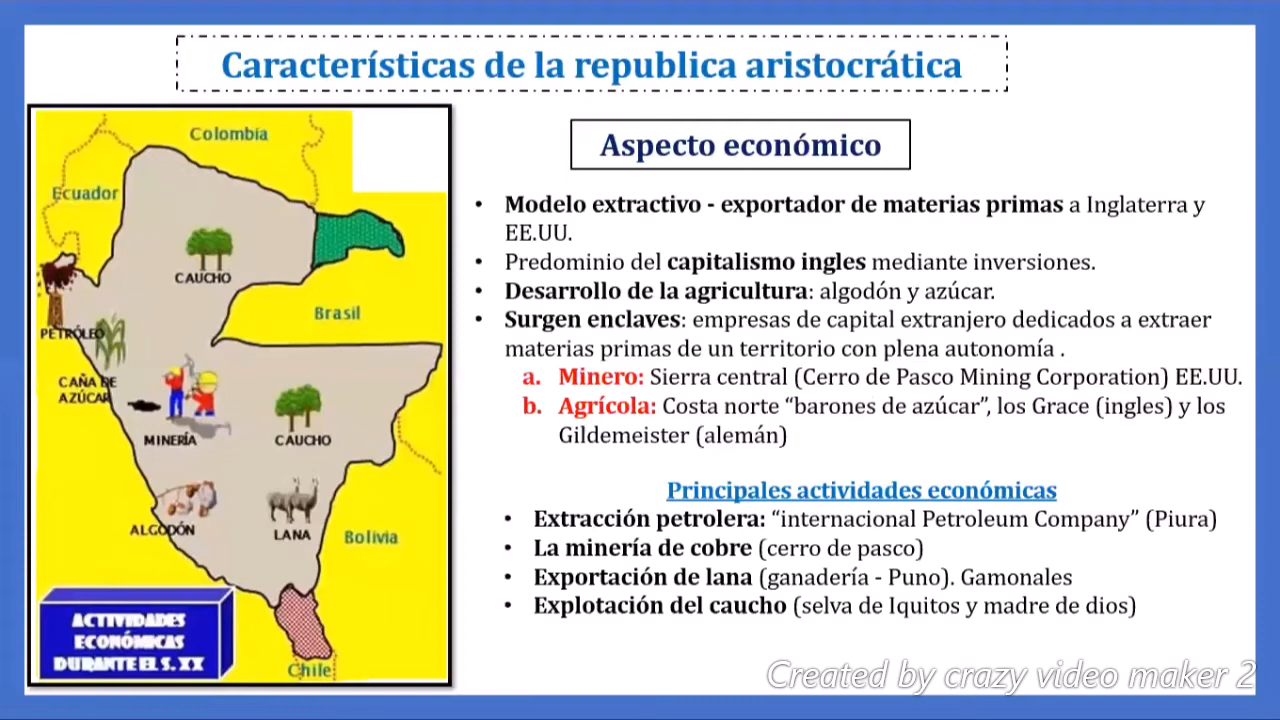 Características de la republica aristocrática
Colombia
Ecuador
CAUCHO
Brasil
PETRÓLEO
CAÑA DE
AZÚCAR
MINERÍA
CAUCHO
ALGODÓN
LANA
Bolivia
Chile
ACTIVIDADES
ECONÓMICAS
DURANTE EL S. XX
Aspecto económico
• Modelo extractivo - exportador de materias primas a Inglaterra y
EE.UU.
• Predominio del capitalismo ingles mediante inversiones.
• Desarrollo de la agricultura: algodón y azúcar.
• Surgen enclaves: empresas de capital extranjero dedicados a extraer
materias primas de un territorio con plena autonomía .
a. Minero: Sierra central (Cerro de Pasco Mining Corporation) EE.UU.
b. Agrícola: Costa norte “barones de azúcar”, los Grace (ingles) y los
Gildemeister (alemán)
Principales actividades económicas
• Extracción petrolera: “internacional Petroleum Company” (Piura)
• La minería de cobre (cerro de pasco)
• Exportación de lana (ganadería - Puno). Gamonales
• Explotación del caucho (selva de Iquitos y madre de dios)
Created by crazy video maker 2